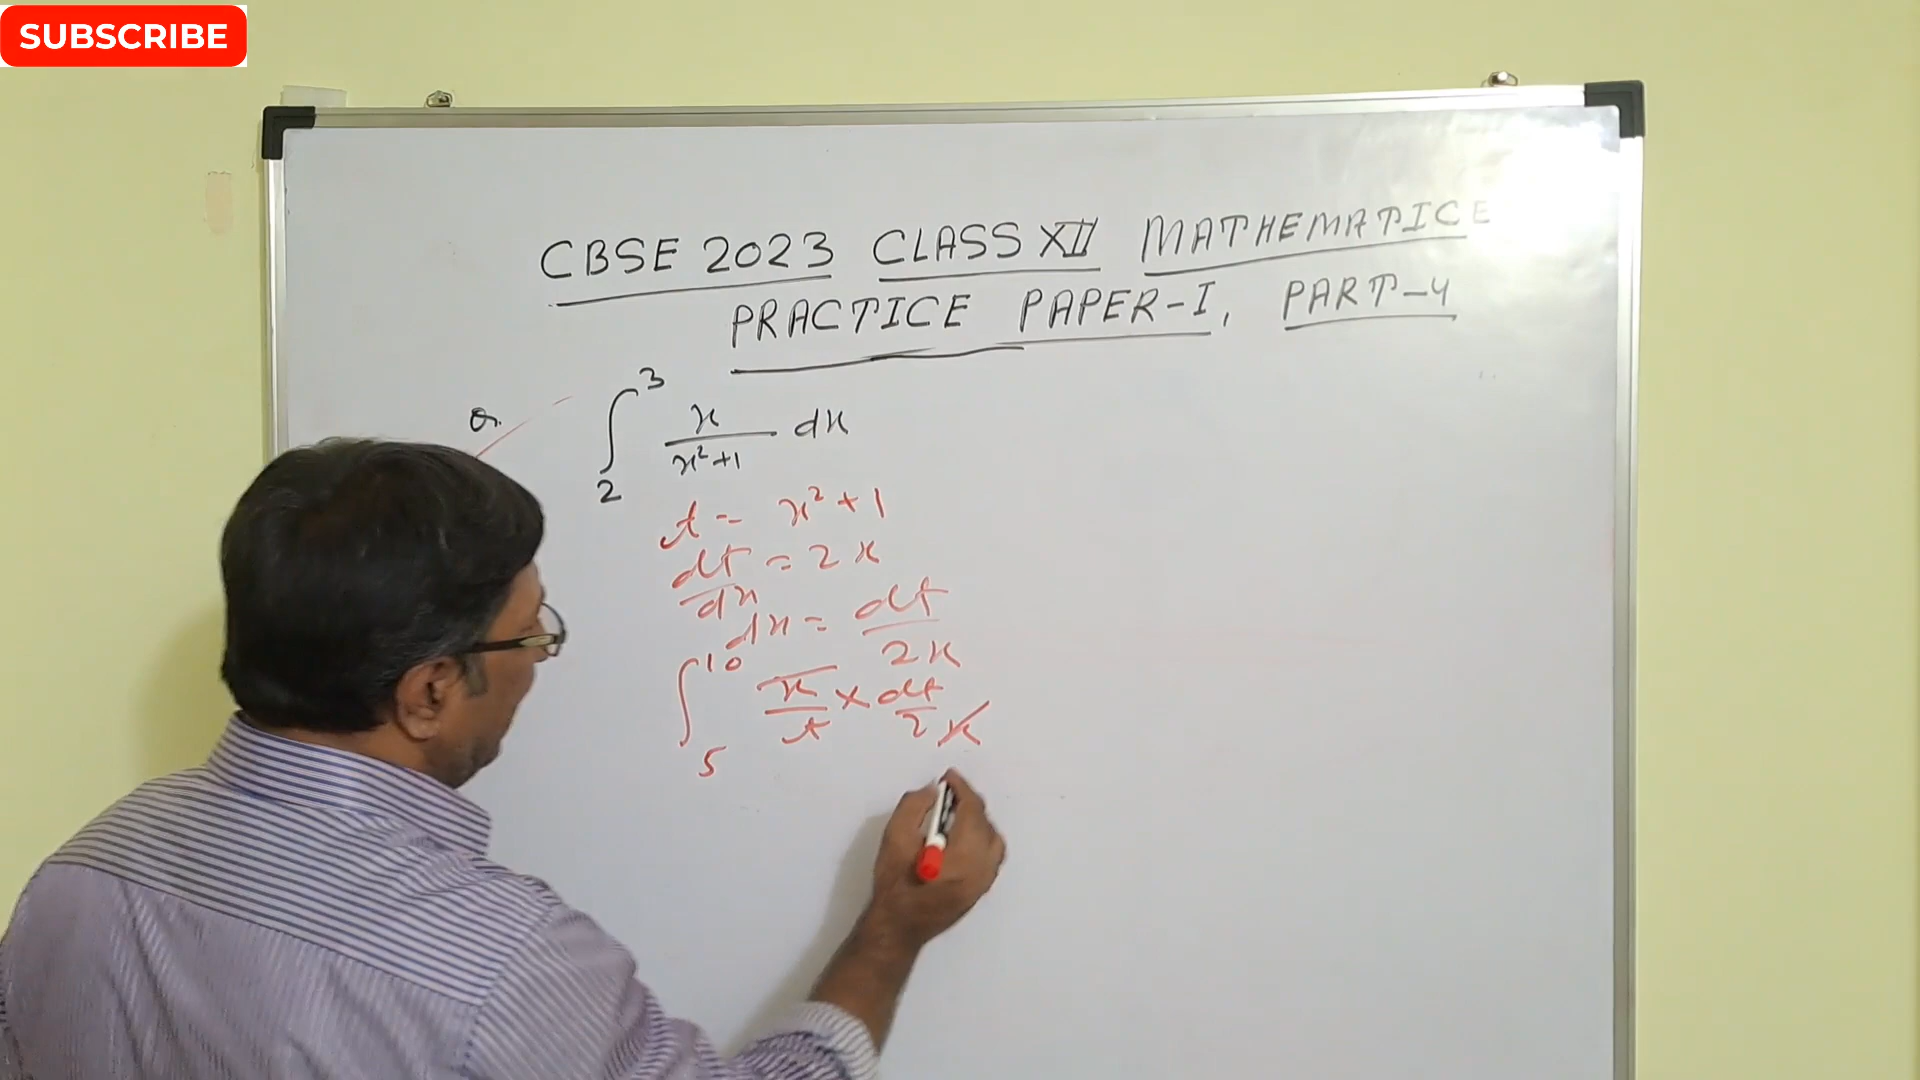 SUBSCRIBE
CBSE 2023 CLASS XII MATHEMATICE
PRACTICE PAPER-I, PART-4
Or. ∫₂³ x/(x²+1) dx
t = x²+1
dt/dx = 2x
dx = dt/2x
∫₅¹⁰ x/t × dt/2x